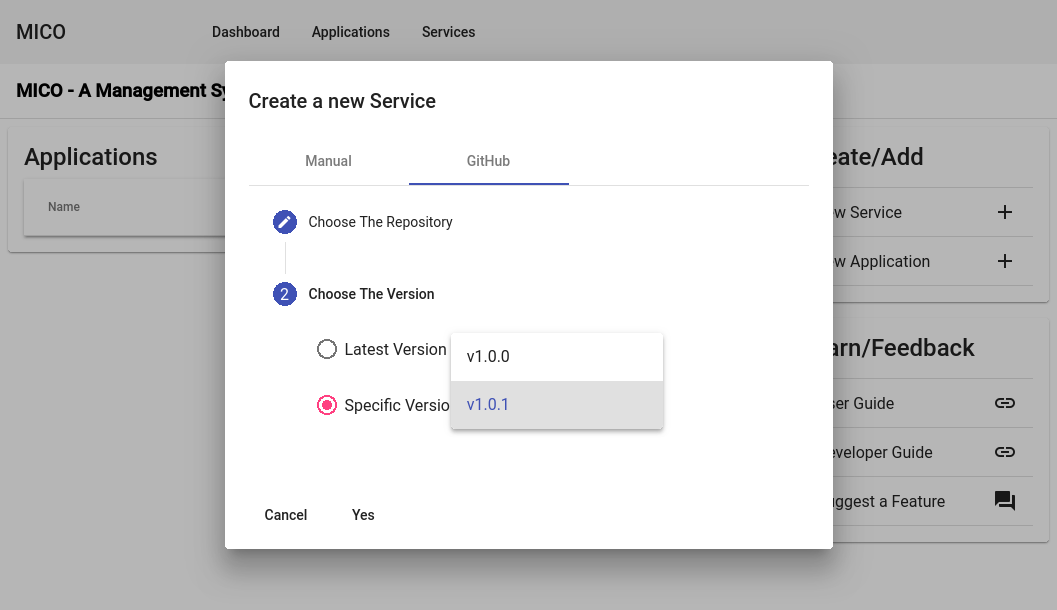 MICO Dashboard Applications Services
MICO - A Management Sy
Applications
Name
Create a new Service
Manual GitHub
Choose The Repository
2 Choose The Version
Latest Version
Specific Versio
v1.0.0
v1.0.1
Cancel Yes
eate/Add
w Service
w Application
arn/Feedback
ser Guide
eveloper Guide
uggest a Feature